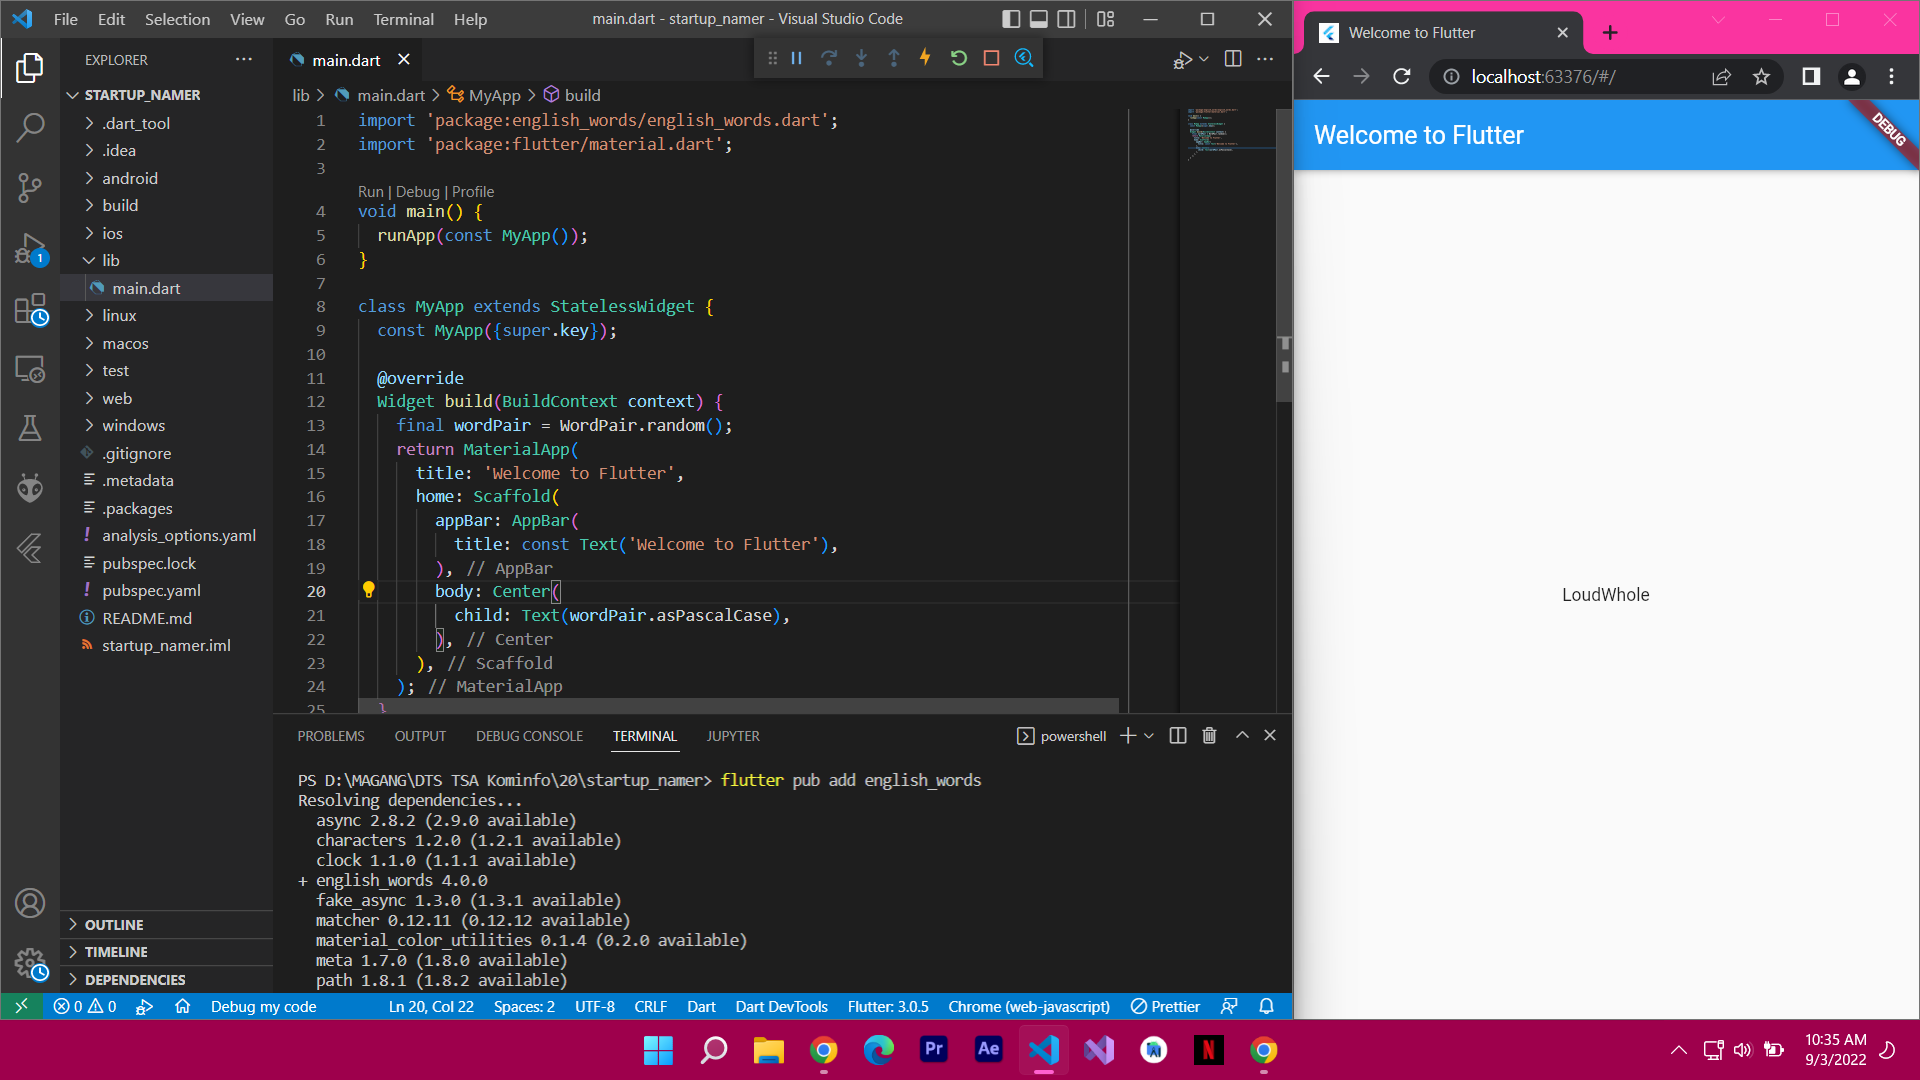 File Edit Selection View Go Run Terminal Help
main.dart - startup_namer - Visual Studio Code
EXPLORER
STARTUP_NAMER
.dart_tool
.idea
android
build
ios
lib
main.dart
linux
macos
test
web
windows
.gitignore
.metadata
.packages
analysis_options.yaml
pubspec.lock
pubspec.yaml
README.md
startup_namer.iml
OUTLINE
TIMELINE
DEPENDENCIES
main.dart
lib > main.dart > MyApp > build
1 import 'package:english_words/english_words.dart';
2 import 'package:flutter/material.dart';
3
Run | Debug | Profile
4 void main() {
5 runApp(const MyApp());
6 }
7
8 class MyApp extends StatelessWidget {
9 const MyApp({super.key});
10
11 @override
12 Widget build(BuildContext context) {
13 final wordPair = WordPair.random();
14 return MaterialApp(
15 title: 'Welcome to Flutter',
16 home: Scaffold(
17 appBar: AppBar(
18 title: const Text('Welcome to Flutter'),
19 ), // AppBar
20 body: Center(
21 child: Text(wordPair.asPascalCase),
22 ), // Center
23 ), // Scaffold
24 ); // MaterialApp
25 }
PROBLEMS OUTPUT DEBUG CONSOLE TERMINAL JUPYTER
powershell
PS D:\MAGANG\DTS TSA Kominfo\20\startup_namer> flutter pub add english_words
Resolving dependencies...
async 2.8.2 (2.9.0 available)
characters 1.2.0 (1.2.1 available)
clock 1.1.0 (1.1.1 available)
+ english_words 4.0.0
fake_async 1.3.0 (1.3.1 available)
matcher 0.12.11 (0.12.12 available)
material_color_utilities 0.1.4 (0.2.0 available)
meta 1.7.0 (1.8.0 available)
path 1.8.1 (1.8.2 available)
1
0 0 Debug my code Ln 20, Col 22 Spaces: 2 UTF-8 CRLF Dart Dart DevTools Flutter: 3.0.5 Chrome (web-javascript) Prettier
Welcome to Flutter
localhost:63376/#/
Welcome to Flutter
DEBUG
LoudWhole
Pr
Ae
N
10:35 AM
9/3/2022